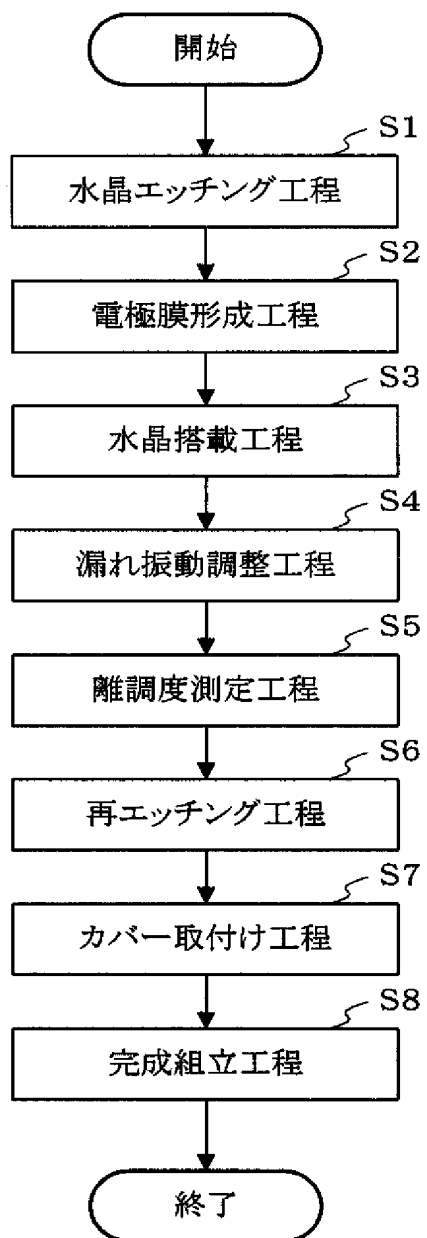 開始
S1
水晶エッチング工程
S2
電極膜形成工程
S3
水晶搭載工程
S4
漏れ振動調整工程
S5
離調度測定工程
S6
再エッチング工程
S7
カバー取付け工程
S8
完成組立工程
終了